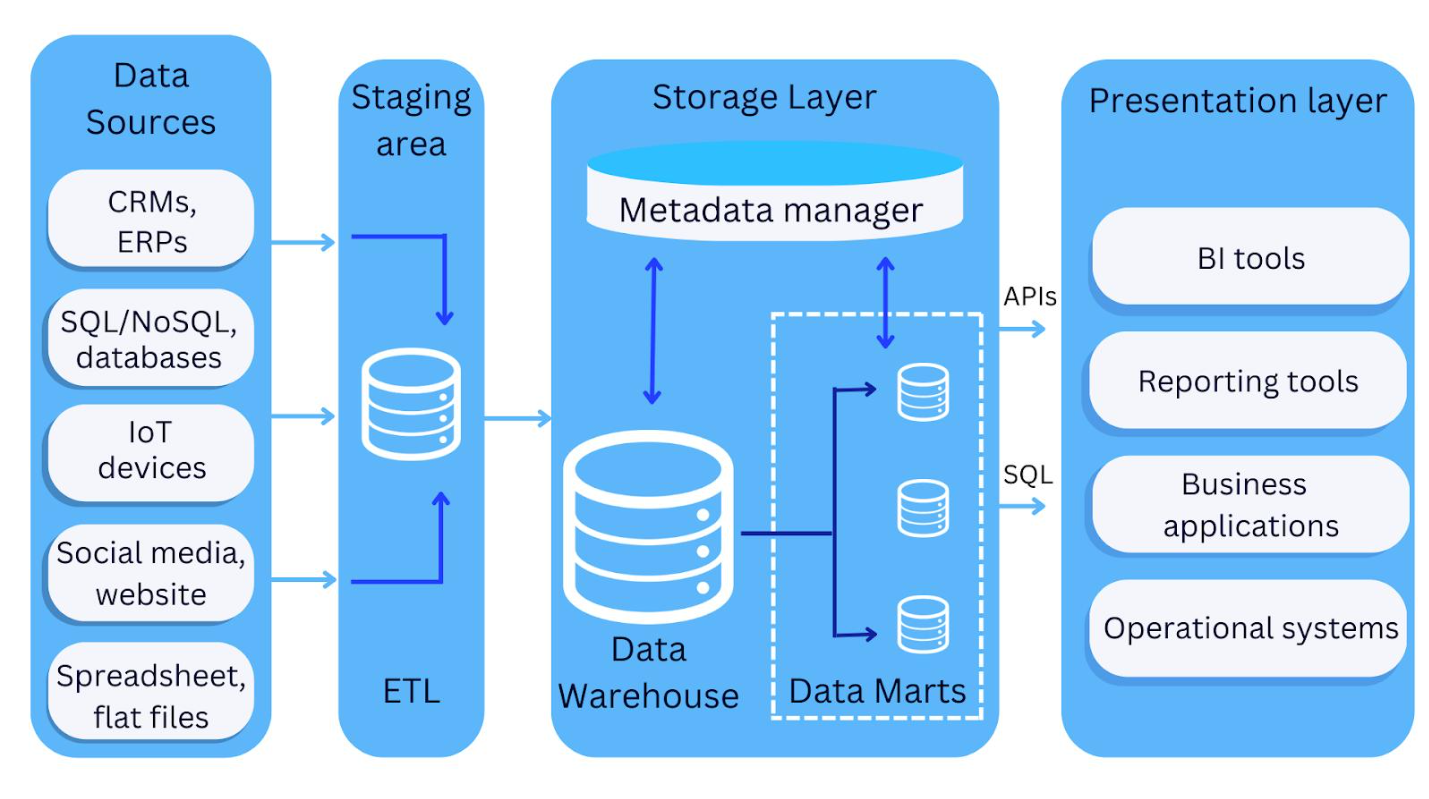 Data
Sources
CRMs,
ERPs
SQL/NoSQL,
databases
IoT
devices
Social media,
website
Spreadsheet,
flat files
Staging
area
ETL
Storage Layer
Metadata manager
Data
Warehouse
Data Marts
APIs
SQL
Presentation layer
BI tools
Reporting tools
Business
applications
Operational systems